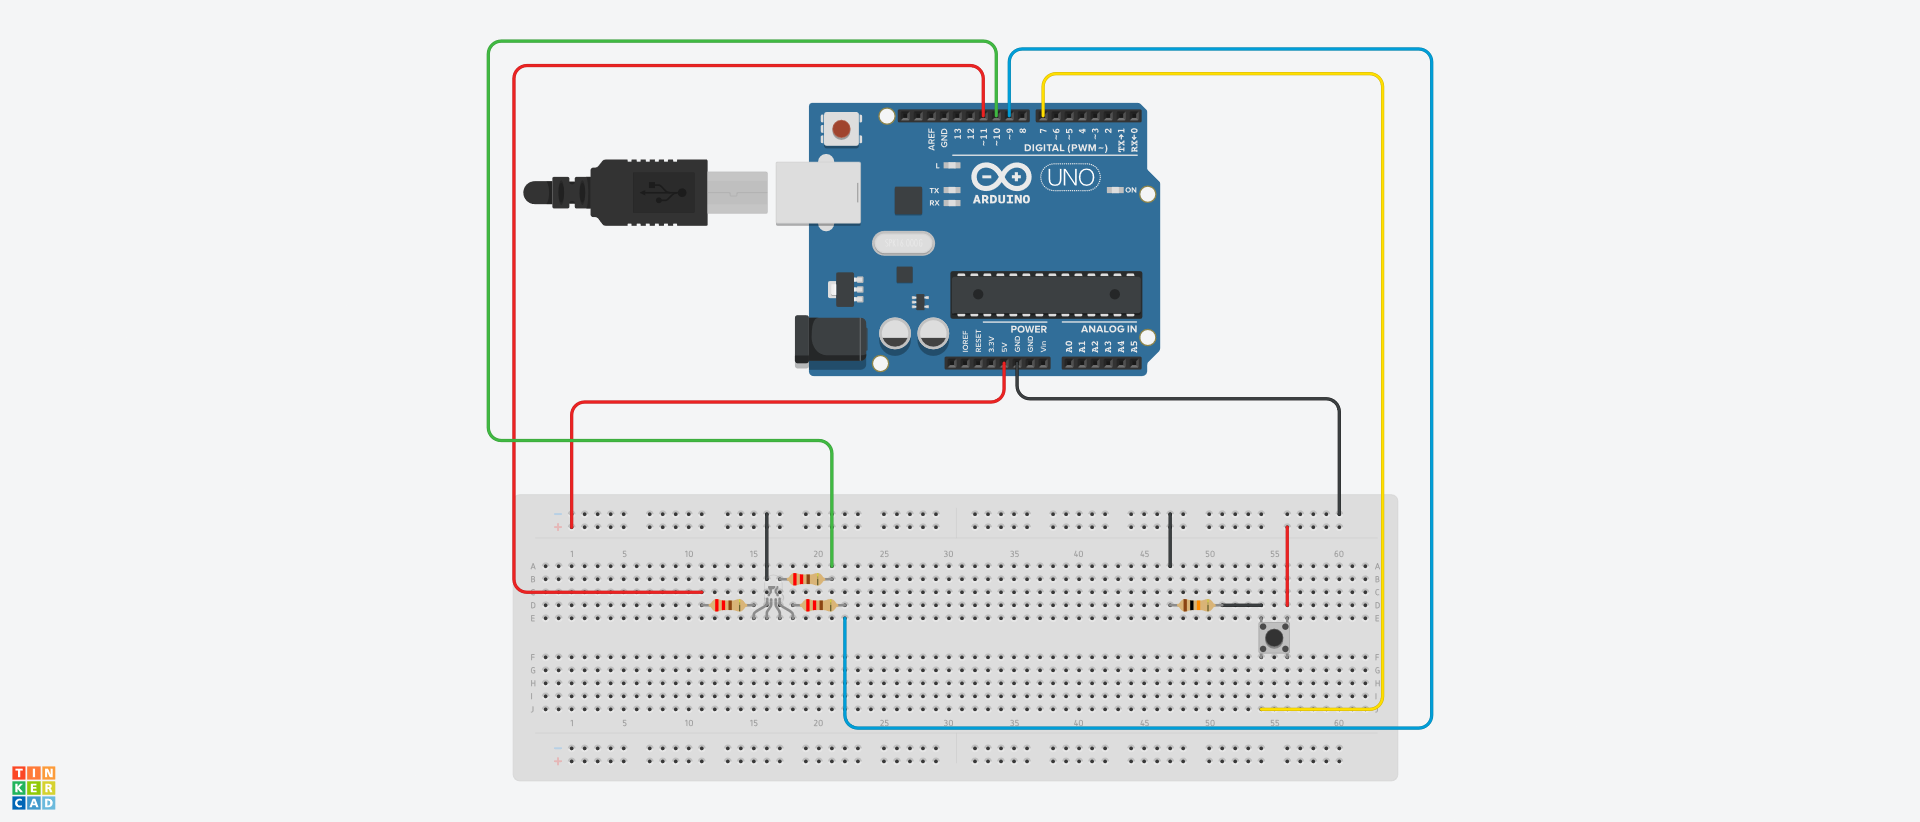 AREF
GND
13
12
~11
~10
~9
8
7
~6
~5
4
~3
2
TX→1
RX←0
DIGITAL (PWM~)
L
TX
RX
ARDUINO
UNO
ON
POWER
ANALOG IN
IOREF
RESET
3.3V
5V
GND
GND
Vin
A0
A1
A2
A3
A4
A5
− 
+
1 5 10 15 20 25 30 35 40 45 50 55 60
A A
B B
C C
D D
E E
F F
G G
H H
I I
J J
1 5 10 15 20 25 30 35 40 45 50 55 60
−
+
TIN
KER
CAD